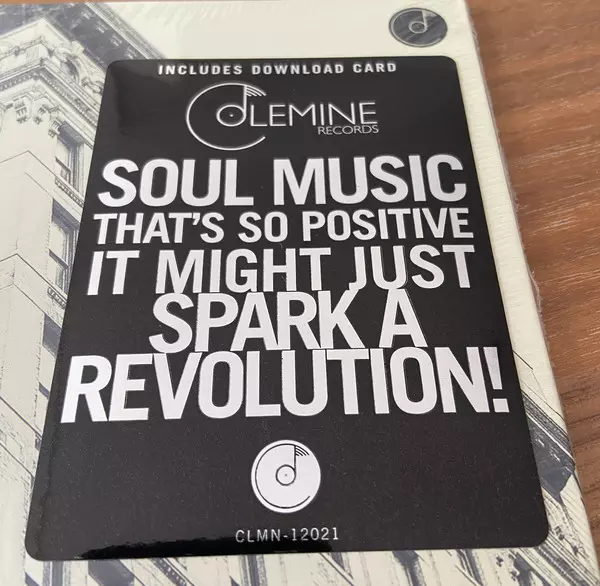 INCLUDES DOWNLOAD CARD
COLEMINE
RECORDS
SOUL MUSIC
THAT'S SO POSITIVE
IT MIGHT JUST
SPARK A
REVOLUTION!
CLMN-12021